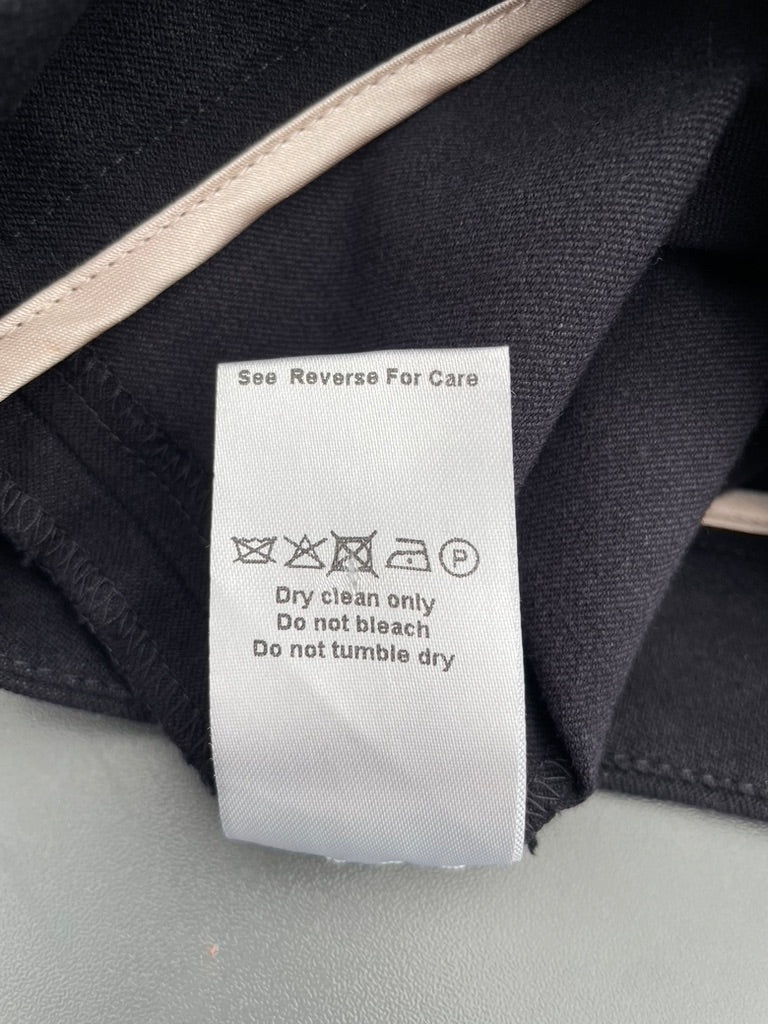 See Reverse For Care
P
Dry clean only
Do not bleach
Do not tumble dry